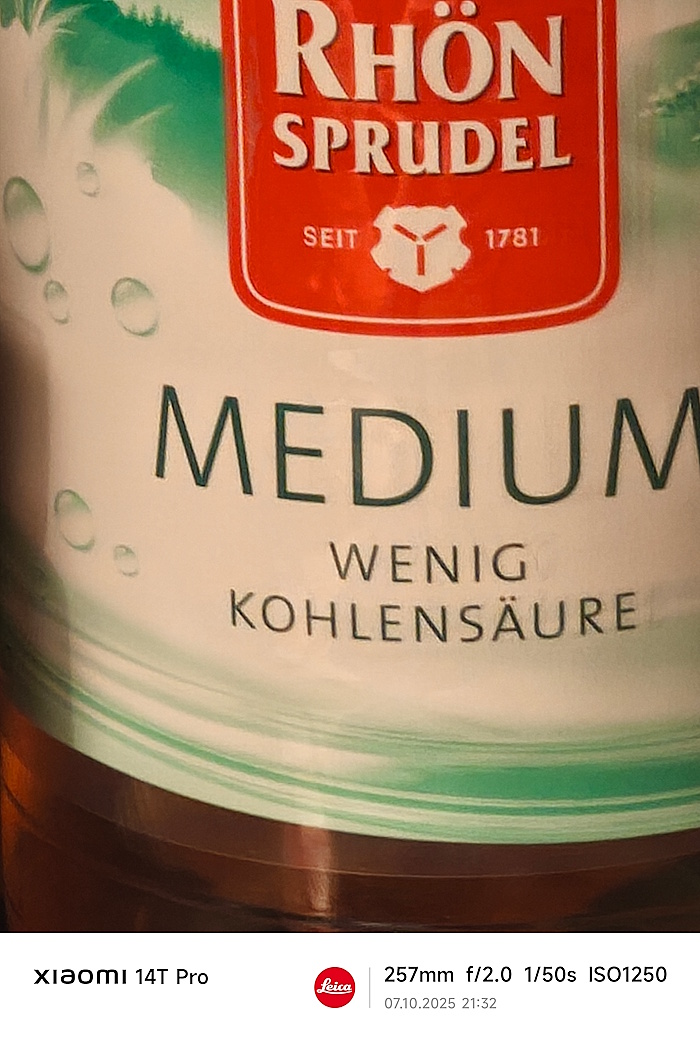 RHÖN
SPRUDEL
SEIT 1781
MEDIUM
WENIG
KOHLENSÄURE
xiaomi 14T Pro
Leica
257mm f/2.0 1/50s ISO1250
07.10.2025 21:32